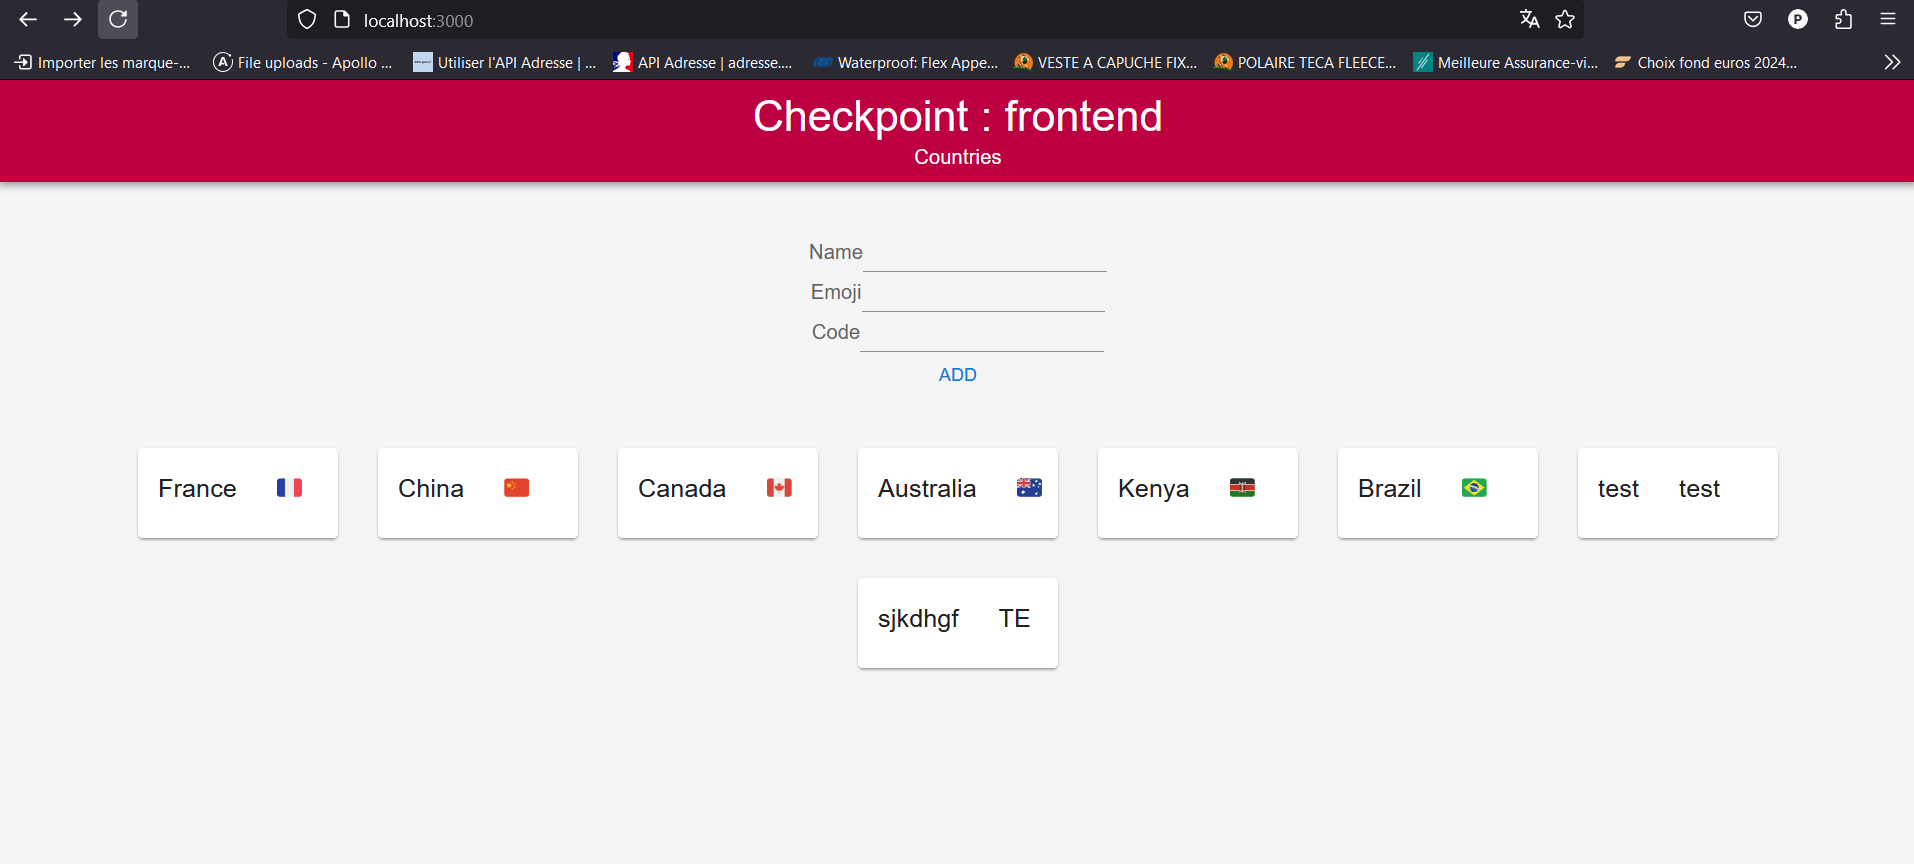 localhost:3000
Importer les marque-...
File uploads - Apollo ...
Utiliser l'API Adresse | ...
API Adresse | adresse....
Waterproof: Flex Appe...
VESTE A CAPUCHE FIX...
POLAIRE TECA FLEECE...
Meilleure Assurance-vi...
Choix fond euros 2024...
Checkpoint : frontend
Countries
Name
Emoji
Code
ADD
France
China
Canada
Australia
Kenya
Brazil
test test
sjkdhgf TE